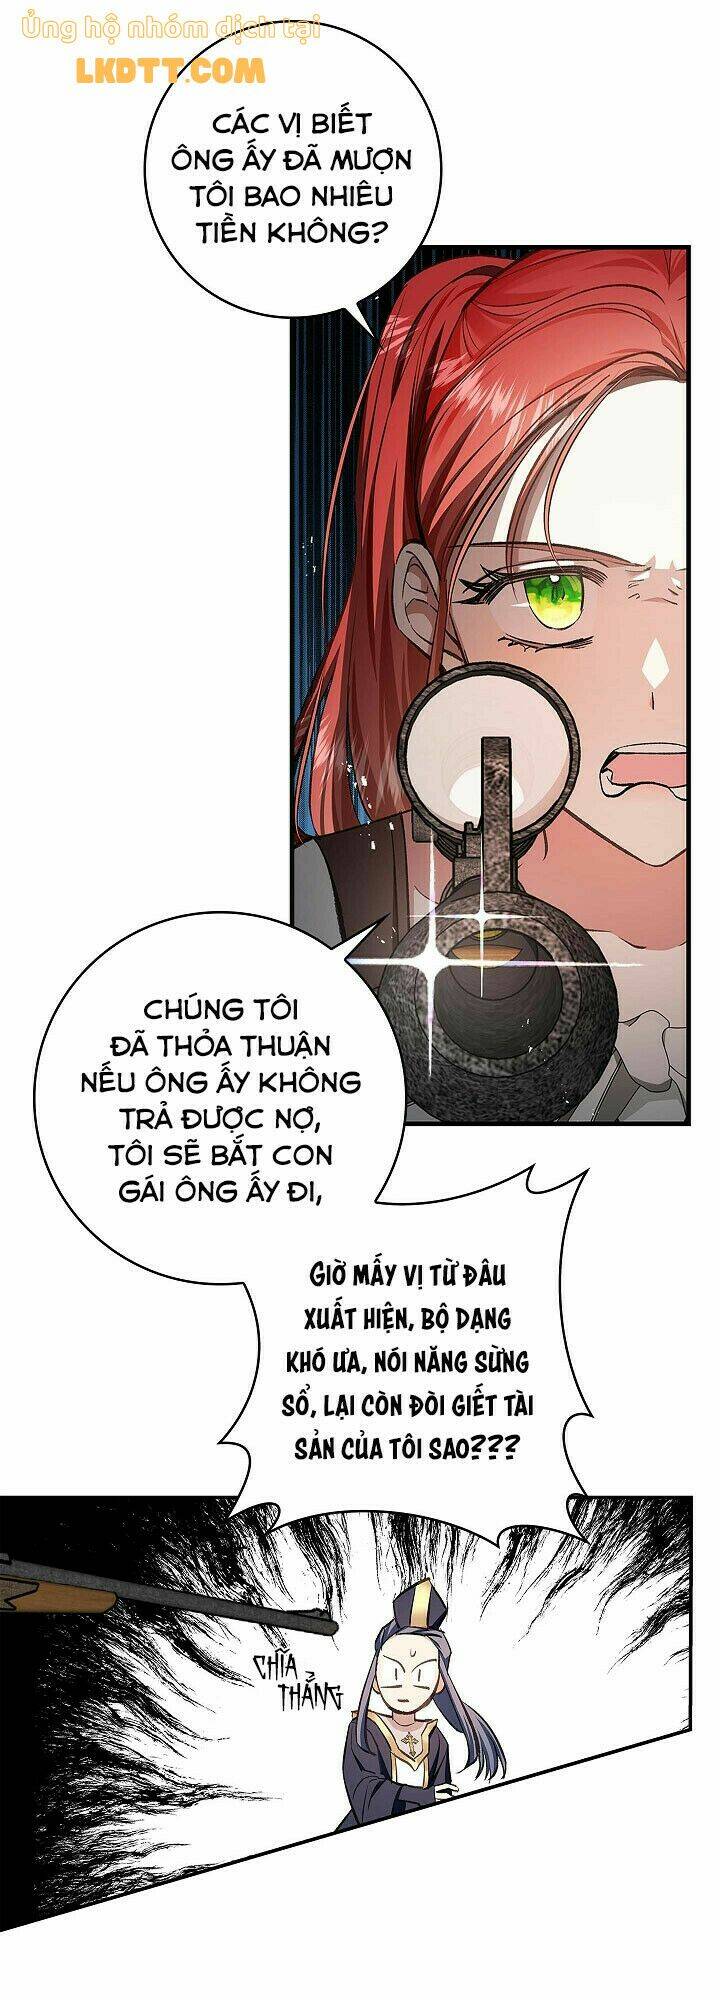 Ủng hộ nhóm dịch tại
LKDTT.COM
CÁC VỊ BIẾT
ÔNG ẤY ĐÃ MƯỢN
TÔI BAO NHIÊU
TIỀN KHÔNG?
CHÚNG TÔI
ĐÃ THỎA THUẬN
NẾU ÔNG ẤY KHÔNG
TRẢ ĐƯỢC NỢ,
TÔI SẼ BẮT CON
GÁI ÔNG ẤY ĐI,
GIỜ MẤY VỊ TỪ ĐÂU
XUẤT HIỆN, BỘ DẠNG
KHÓ ƯA, NÓI NĂNG SỪNG
SỔ, LẠI CÒN ĐÒI GIẾT TÀI
SẢN CỦA TÔI SAO???
CHĨA
THẲNG